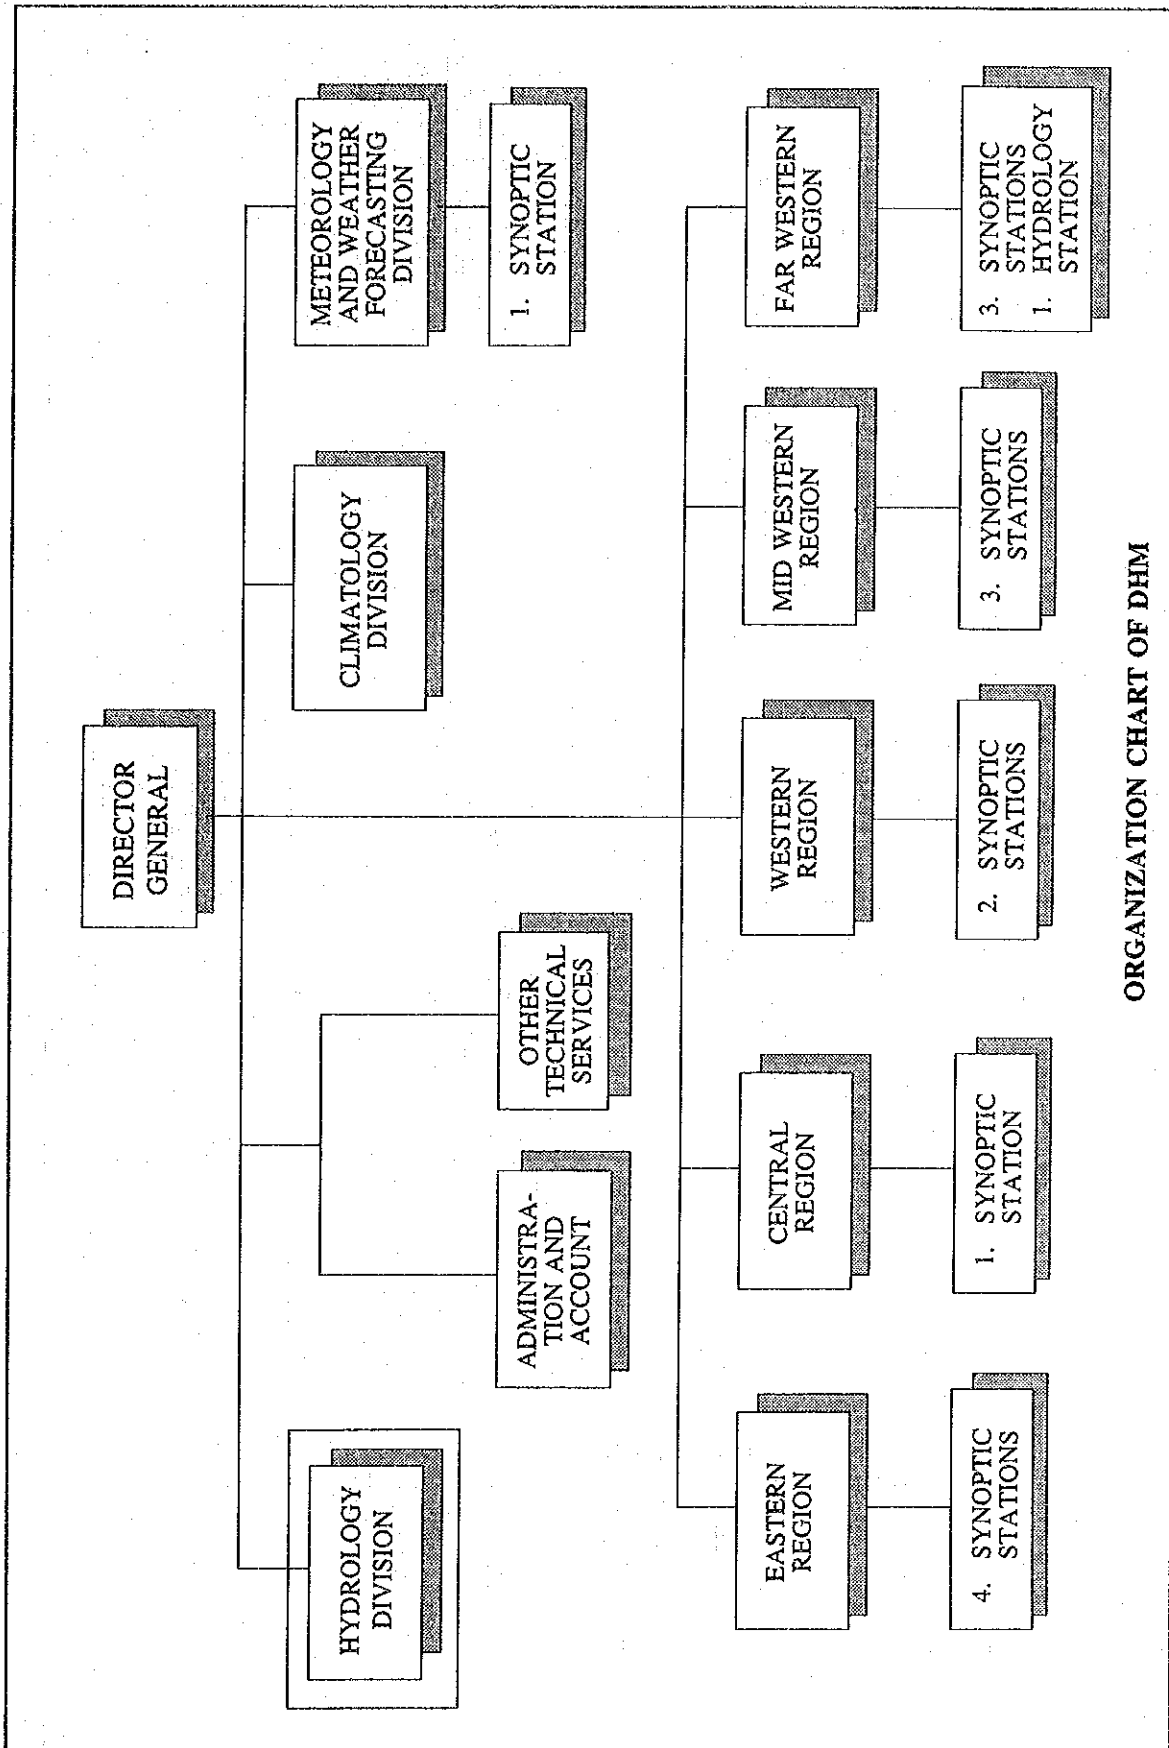 DIRECTOR
GENERAL
HYDROLOGY
DIVISION
CLIMATOLOGY
DIVISION
METEOROLOGY
AND WEATHER
FORECASTING
DIVISION
ADMINISTRA-
TION AND
ACCOUNT
OTHER
TECHNICAL
SERVICES
1. SYNOPTIC
STATION
EASTERN
REGION
CENTRAL
REGION
WESTERN
REGION
MID WESTERN
REGION
FAR WESTERN
REGION
4. SYNOPTIC
STATIONS
1. SYNOPTIC
STATION
2. SYNOPTIC
STATIONS
3. SYNOPTIC
STATIONS
3. SYNOPTIC
STATIONS
1. HYDROLOGY
STATION
ORGANIZATION CHART OF DHM